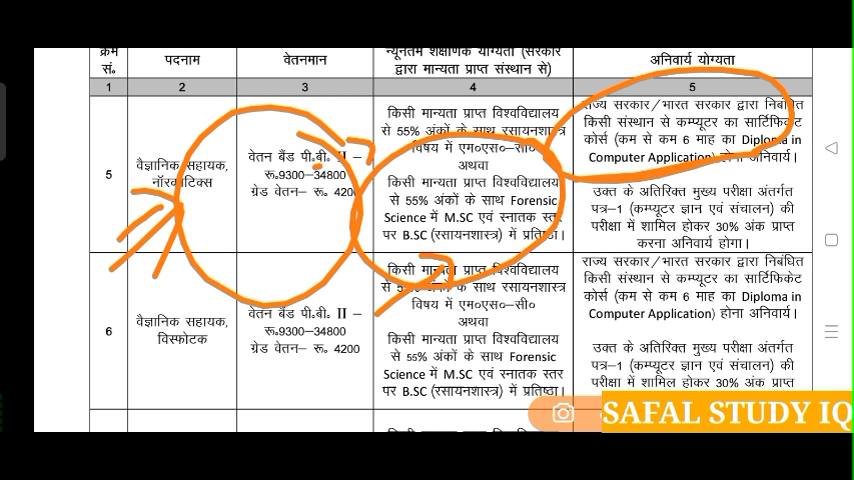 क्रम
सं॰
पदनाम
वेतनमान
न्यूनतम शैक्षणिक योग्यता (सरकार
द्वारा मान्यता प्राप्त संस्थान से)
अनिवार्य योग्यता
1
2
3
4
5
5
वैज्ञानिक सहायक,
नॉरकोटिक्स
वेतन बैंड पी.बी. II –
रू॰9300–34800
ग्रेड वेतन– रू॰ 4200
किसी मान्यता प्राप्त विश्वविद्यालय
से 55% अंकों के साथ रसायनशास्त्र
विषय में एम०एस०–सी०
अथवा
किसी मान्यता प्राप्त विश्वविद्यालय
से 55% अंकों के साथ Forensic
Science में M.SC एवं स्नातक स्तर
पर B.SC (रसायनशास्त्र) में प्रतिष्ठा।
राज्य सरकार/भारत सरकार द्वारा निबंधित
किसी संस्थान से कम्प्यूटर का सार्टिफिकेट
कोर्स (कम से कम 6 माह का Diploma in
Computer Application) होना अनिवार्य।
उक्त के अतिरिक्त मुख्य परीक्षा अंतर्गत
पत्र–1 (कम्प्यूटर ज्ञान एवं संचालन) की
परीक्षा में शामिल होकर 30% अंक प्राप्त
करना अनिवार्य होगा।
6
वैज्ञानिक सहायक,
विस्फोटक
वेतन बैंड पी.बी. II –
रू॰9300–34800
ग्रेड वेतन– रू॰ 4200
किसी मान्यता प्राप्त विश्वविद्यालय
से 55% अंकों के साथ रसायनशास्त्र
विषय में एम०एस०–सी०
अथवा
किसी मान्यता प्राप्त विश्वविद्यालय
से 55% अंकों के साथ Forensic
Science में M.SC एवं स्नातक स्तर
पर B.SC (रसायनशास्त्र) में प्रतिष्ठा।
राज्य सरकार/भारत सरकार द्वारा निबंधित
किसी संस्थान से कम्प्यूटर का सार्टिफिकेट
कोर्स (कम से कम 6 माह का Diploma in
Computer Application) होना अनिवार्य।
उक्त के अतिरिक्त मुख्य परीक्षा अंतर्गत
पत्र–1 (कम्प्यूटर ज्ञान एवं संचालन) की
परीक्षा में शामिल होकर 30% अंक प्राप्त
SAFAL STUDY IQ